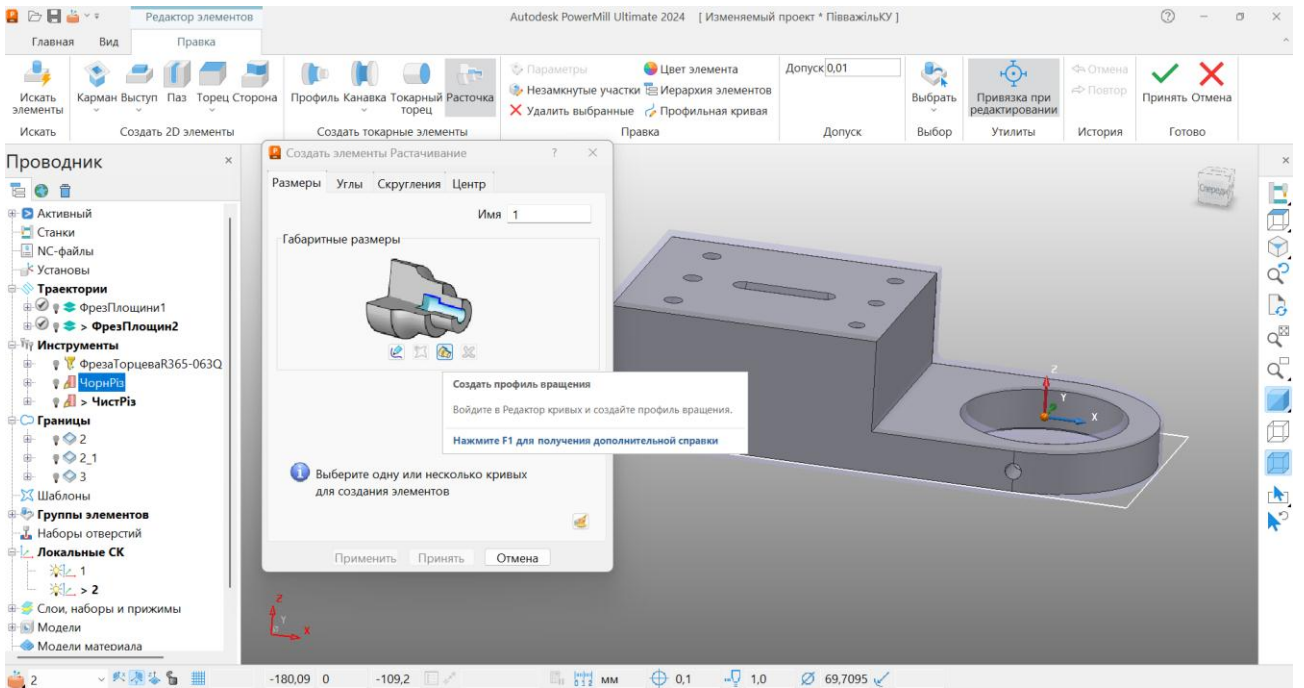 Редактор элементов
Autodesk PowerMill Ultimate 2024 [ Изменяемый проект * ПівважільКУ ]
Главная Вид Правка
Искать элементы
Карман Выступ Паз Торец Сторона
Профиль Канавка Токарный торец Расточка
Параметры
Незамкнутые участки
Удалить выбранные
Цвет элемента
Иерархия элементов
Профильная кривая
Допуск 0,01
Выбрать
Привязка при редактировании
Отмена
Повтор
Принять Отмена
Искать Создать 2D элементы Создать токарные элементы Правка Допуск Выбор Утилиты История Готово
Проводник
Активный
Станки
NC-файлы
Установы
Траектории
ФрезПлощини1
> ФрезПлощин2
Инструменты
ФрезаТорцеваR365-063Q
ЧорнРіз
> ЧистРіз
Границы
2
2_1
3
Шаблоны
Группы элементов
Наборы отверстий
Локальные СК
1
> 2
Слои, наборы и прижимы
Модели
Модели материала
Создать элементы Растачивание ?
Размеры Углы Скругления Центр
Имя 1
Габаритные размеры
Создать профиль вращения
Войдите в Редактор кривых и создайте профиль вращения.
Нажмите F1 для получения дополнительной справки
Выберите одну или несколько кривых
для создания элементов
Применить Принять Отмена
Спереди
Z
Y
X
Z
Y
X
2 -180,09 0 -109,2 мм 0,1 1,0 69,7095